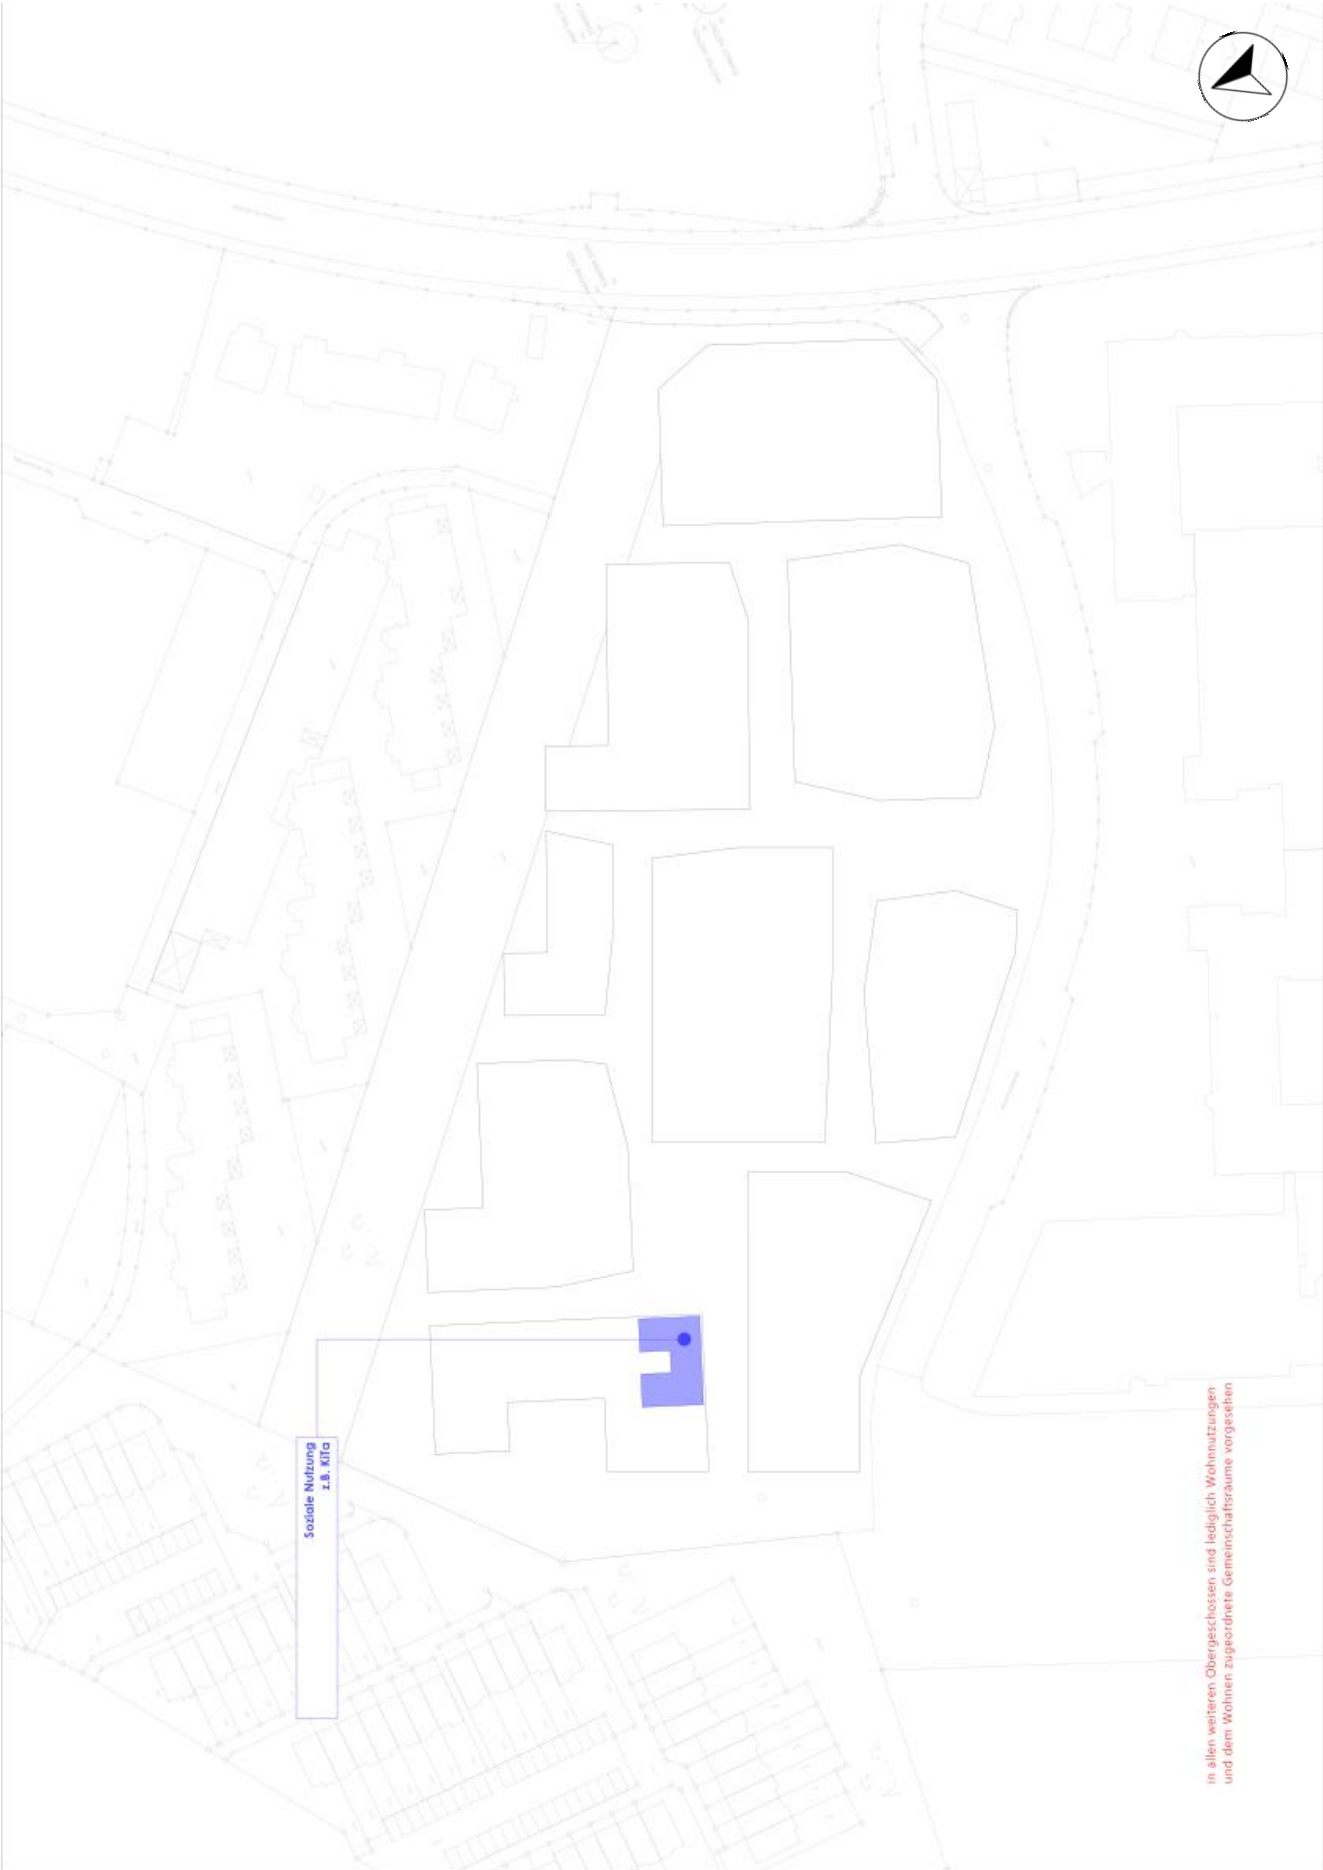 Soziale Nutzung
z.B. KiTa
in allen weiteren Obergeschossen sind lediglich Wohnnutzungen
und dem Wohnen zugeordnete Gemeinschaftsräume vorgesehen